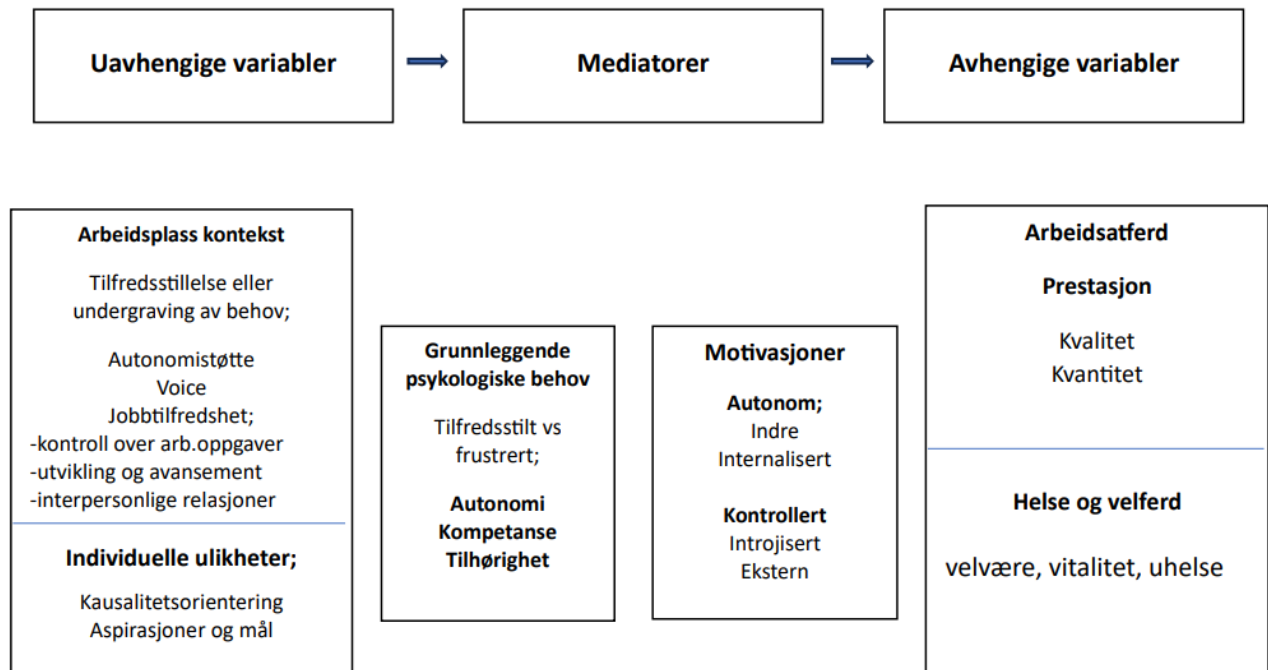 Uavhengige variabler
Mediatorer
Avhengige variabler
Arbeidsplass kontekst
Tilfredsstillelse eller
undergraving av behov;
Autonomistøtte
Voice
Jobbtilfredshet;
-kontroll over arb.oppgaver
-utvikling og avansement
-interpersonlige relasjoner
Individuelle ulikheter;
Kausalitetsorientering
Aspirasjoner og mål
Grunnleggende
psykologiske behov
Tilfredsstilt vs
frustrert;
Autonomi
Kompetanse
Tilhørighet
Motivasjoner
Autonom;
Indre
Internalisert
Kontrollert
Introjisert
Ekstern
Arbeidsatferd
Prestasjon
Kvalitet
Kvantitet
Helse og velferd
velvære, vitalitet, uhelse